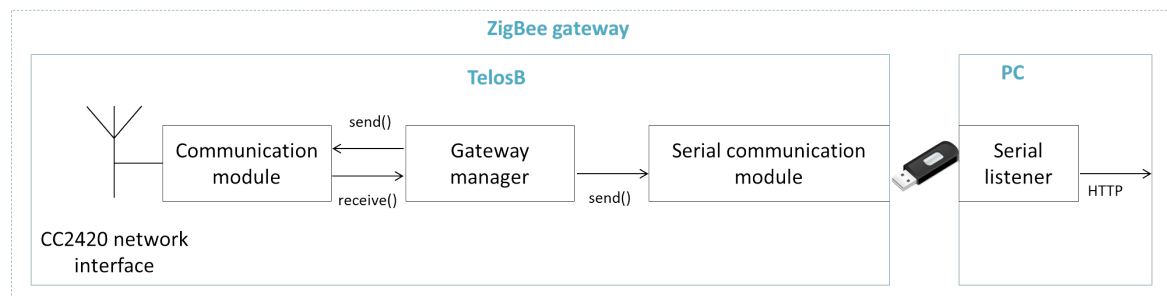 ZigBee gateway
TelosB
PC
send()
Communication
module
receive()
Gateway
manager
send()
Serial communication
module
Serial
listener
HTTP
CC2420 network
interface